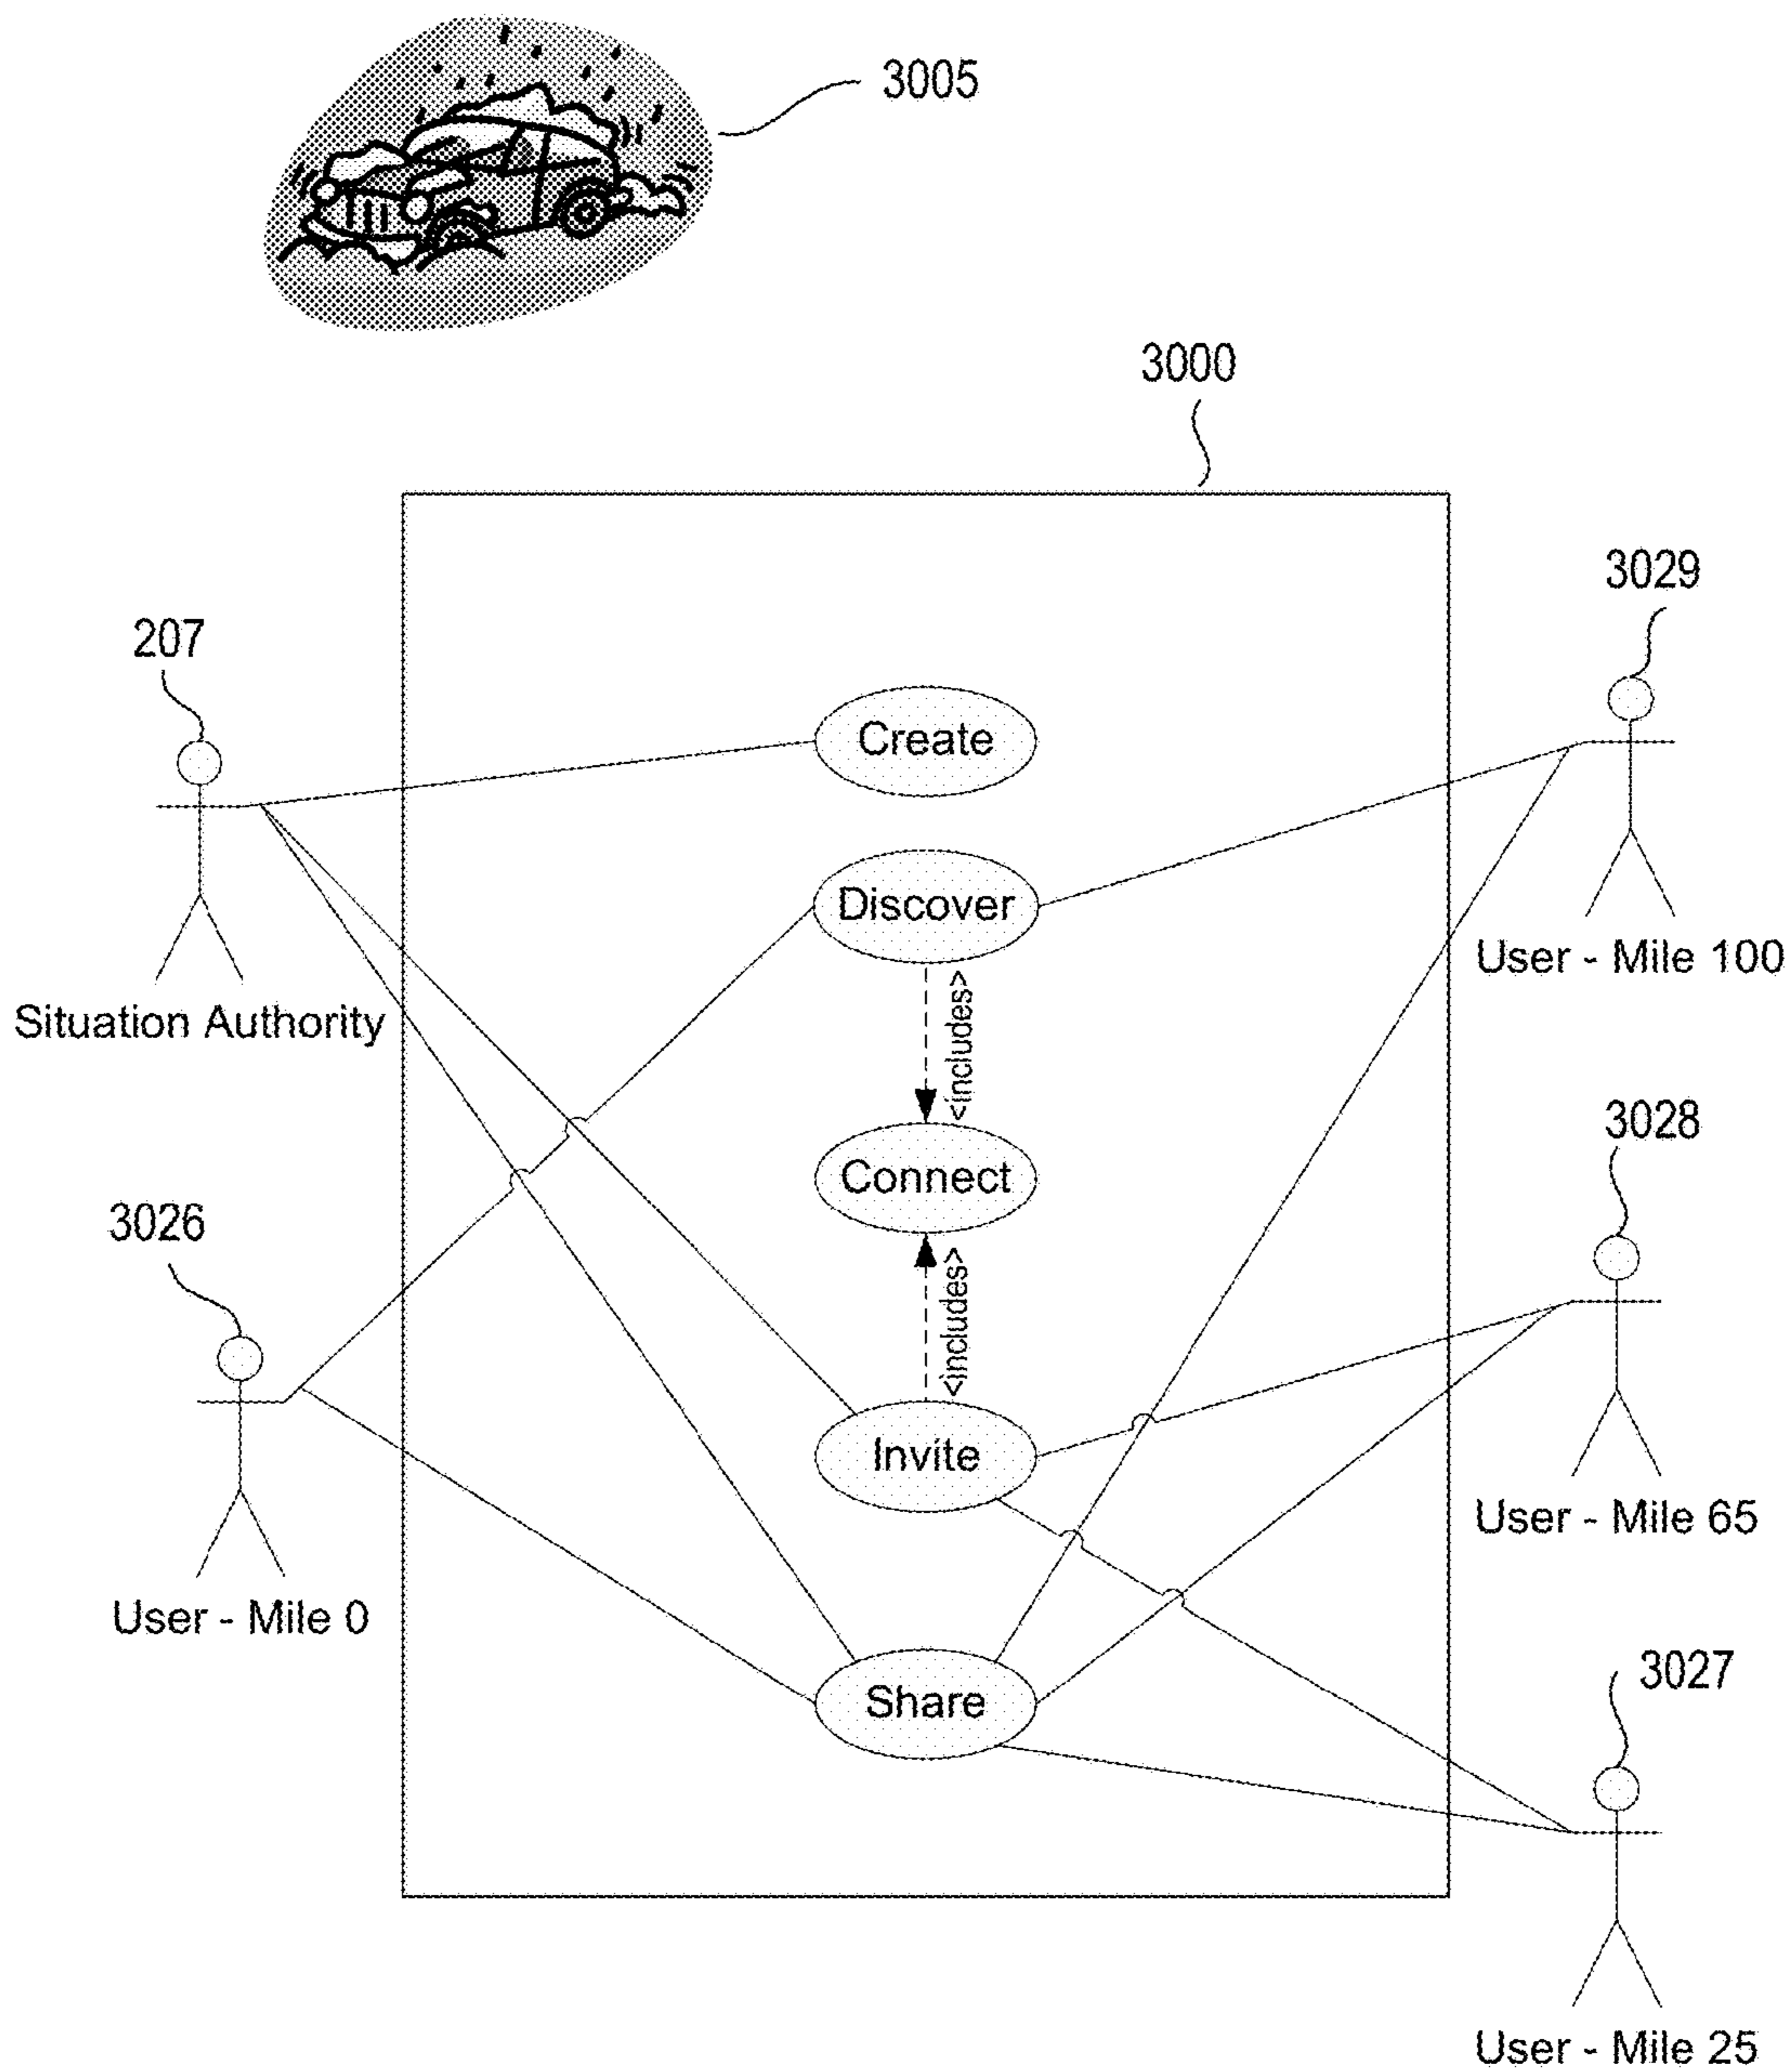 3005
3000
3029
207
Create
Discover
User - Mile 100
Situation Authority
<includes>
3028
Connect
3026
<includes>
Invite
User - Mile 65
User - Mile 0
3027
Share
User - Mile 25